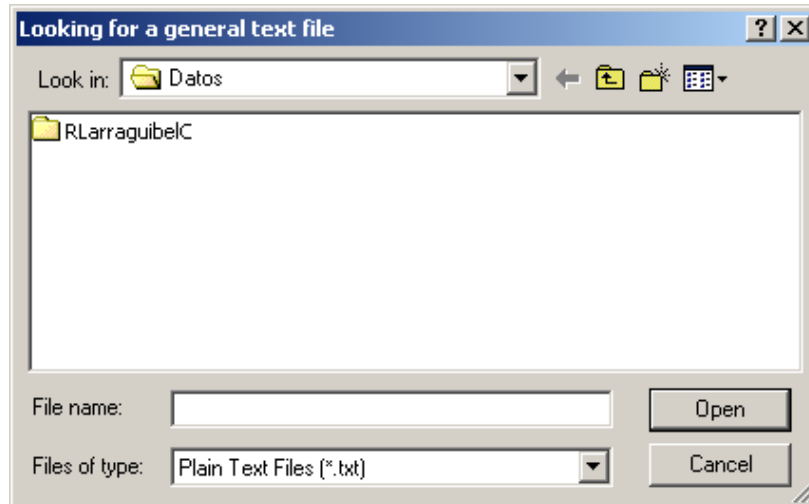 Looking for a general text file
Look in: Datos
RLarraguibelC
File name:
Open
Files of type: Plain Text Files (*.txt)
Cancel